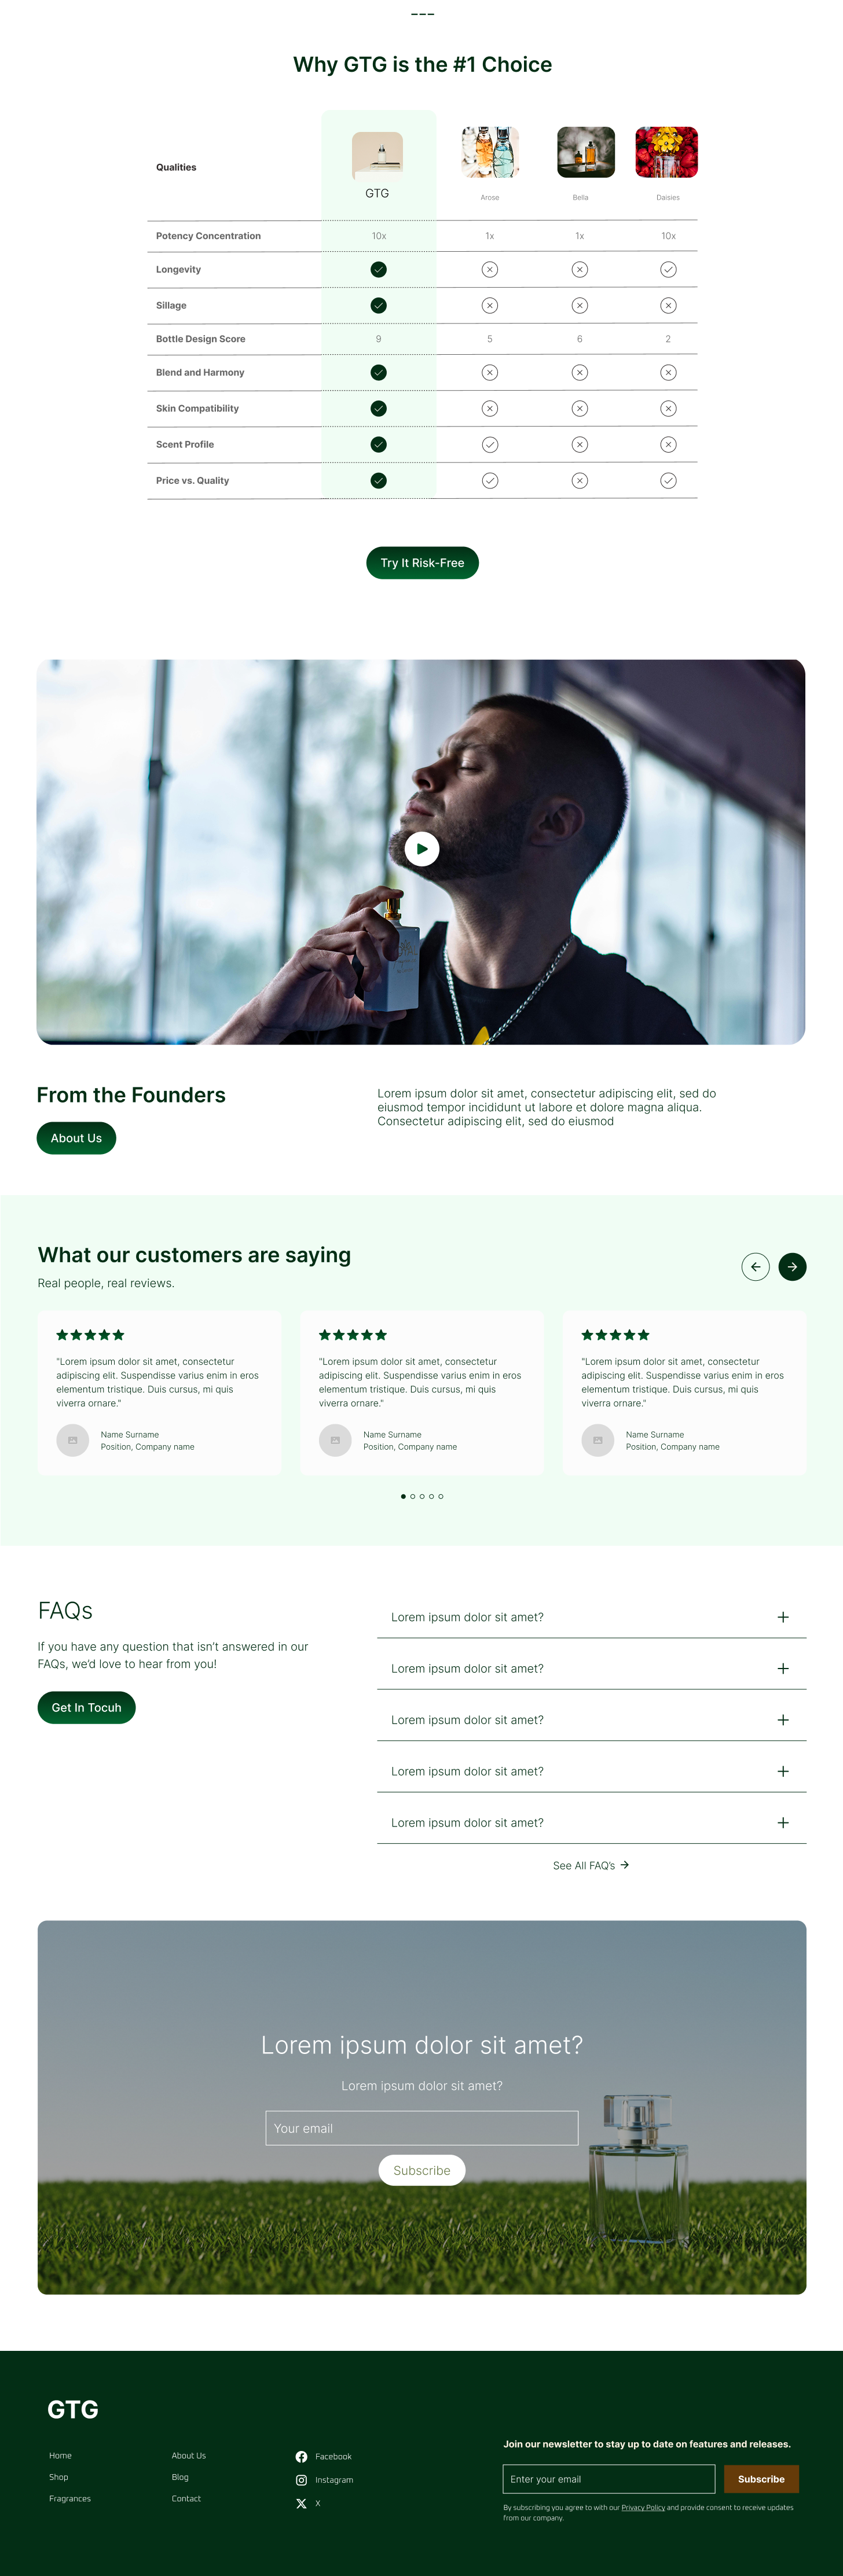 Why GTG is the #1 Choice
Qualities
GTG
Arose
Bella
Daisies
Potency Concentration 10x 1x 1x 10x
Longevity
Sillage
Bottle Design Score 9 5 6 2
Blend and Harmony
Skin Compatibility
Scent Profile
Price vs. Quality
Try It Risk-Free
From the Founders
About Us
Lorem ipsum dolor sit amet, consectetur adipiscing elit, sed do
eiusmod tempor incididunt ut labore et dolore magna aliqua.
Consectetur adipiscing elit, sed do eiusmod
What our customers are saying
Real people, real reviews.
"Lorem ipsum dolor sit amet, consectetur
adipiscing elit. Suspendisse varius enim in eros
elementum tristique. Duis cursus, mi quis
viverra ornare."
Name Surname
Position, Company name
"Lorem ipsum dolor sit amet, consectetur
adipiscing elit. Suspendisse varius enim in eros
elementum tristique. Duis cursus, mi quis
viverra ornare."
Name Surname
Position, Company name
"Lorem ipsum dolor sit amet, consectetur
adipiscing elit. Suspendisse varius enim in eros
elementum tristique. Duis cursus, mi quis
viverra ornare."
Name Surname
Position, Company name
FAQs
If you have any question that isn't answered in our
FAQs, we'd love to hear from you!
Get In Tocuh
Lorem ipsum dolor sit amet?
Lorem ipsum dolor sit amet?
Lorem ipsum dolor sit amet?
Lorem ipsum dolor sit amet?
Lorem ipsum dolor sit amet?
See All FAQ's
Lorem ipsum dolor sit amet?
Lorem ipsum dolor sit amet?
Your email
Subscribe
GTG
Home
Shop
Fragrances
About Us
Blog
Contact
Facebook
Instagram
X
Join our newsletter to stay up to date on features and releases.
Enter your email
Subscribe
By subscribing you agree to with our Privacy Policy and provide consent to receive updates
from our company.